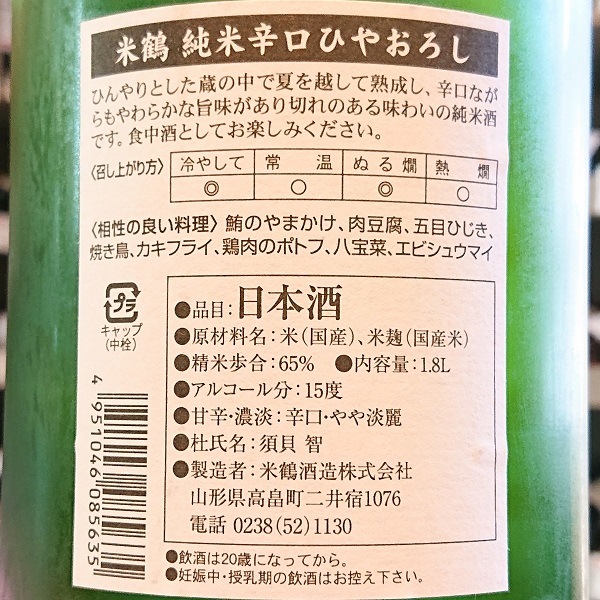 米鶴 純米辛口ひやおろし
ひんやりとした蔵の中で夏を越して熟成し、辛口なが
らもやわらかな旨味があり切れのある味わいの純米酒
です。食中酒としてお楽しみください。
〈召し上がり方〉 冷やして 常温 ぬる燗 熱燗
◎ ○ ◎ ○
〈相性の良い料理〉 鮪のやまかけ、肉豆腐、五目ひじき、
焼き鳥、カキフライ、鶏肉のポトフ、八宝菜、エビシュウマイ
プラ
キャップ
(中栓)
●品目:日本酒
●原材料名:米(国産)、米麹(国産米)
●精米歩合:65% ●内容量:1.8L
●アルコール分:15度
●甘辛・濃淡:辛口・やや淡麗
●杜氏名:須貝 智
●製造者:米鶴酒造株式会社
山形県高畠町二井宿1076
電話 0238(52)1130
●飲酒は20歳になってから。
●妊娠中・授乳期の飲酒はお控え下さい。
4951046085635